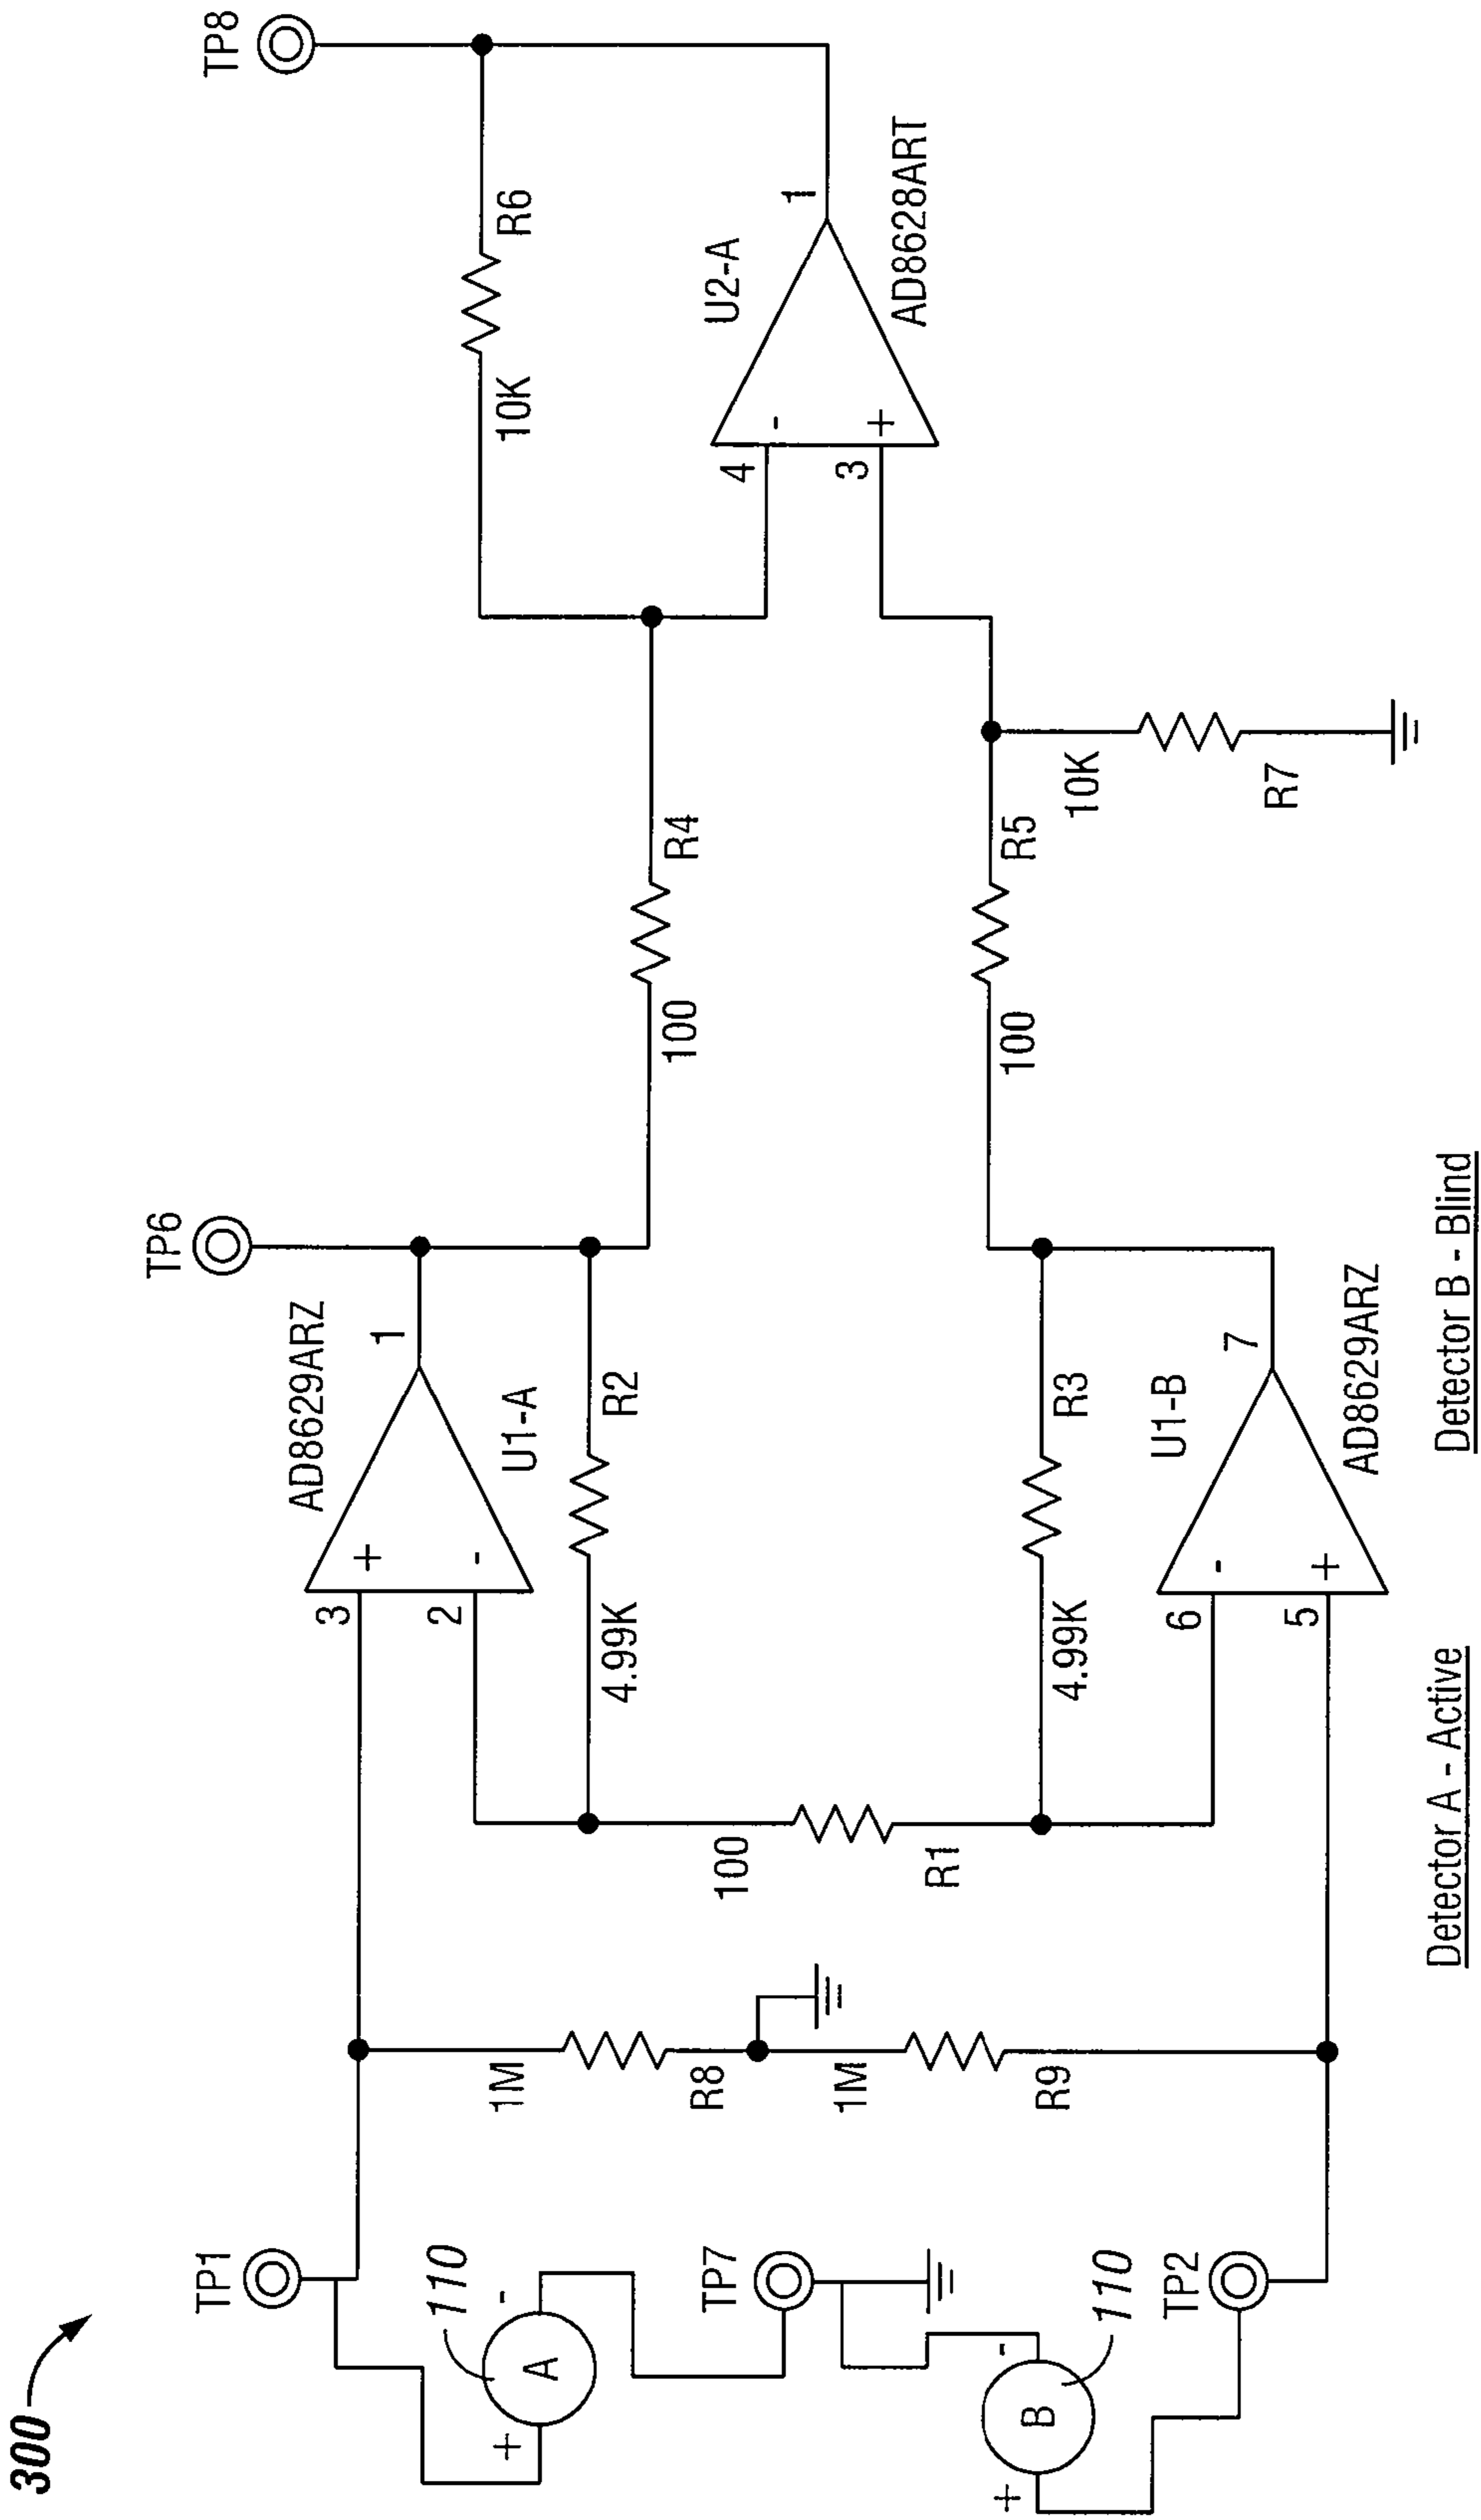 300
TP1
+
A
-
110
TP7
+
B
-
110
TP2
1M
R8
1M
R9
100
R1
3
+
2
-
AD8629ARZ
1
U1-A
4.99K
R2
TP6
4.99K
R3
6
-
5
+
U1-B
7
AD8629ARZ
100
R4
100
R5
10K
R7
10K
R6
4
-
3
+
U2-A
1
AD8628ART
TP8
Detector A - Active
Detector B - Blind